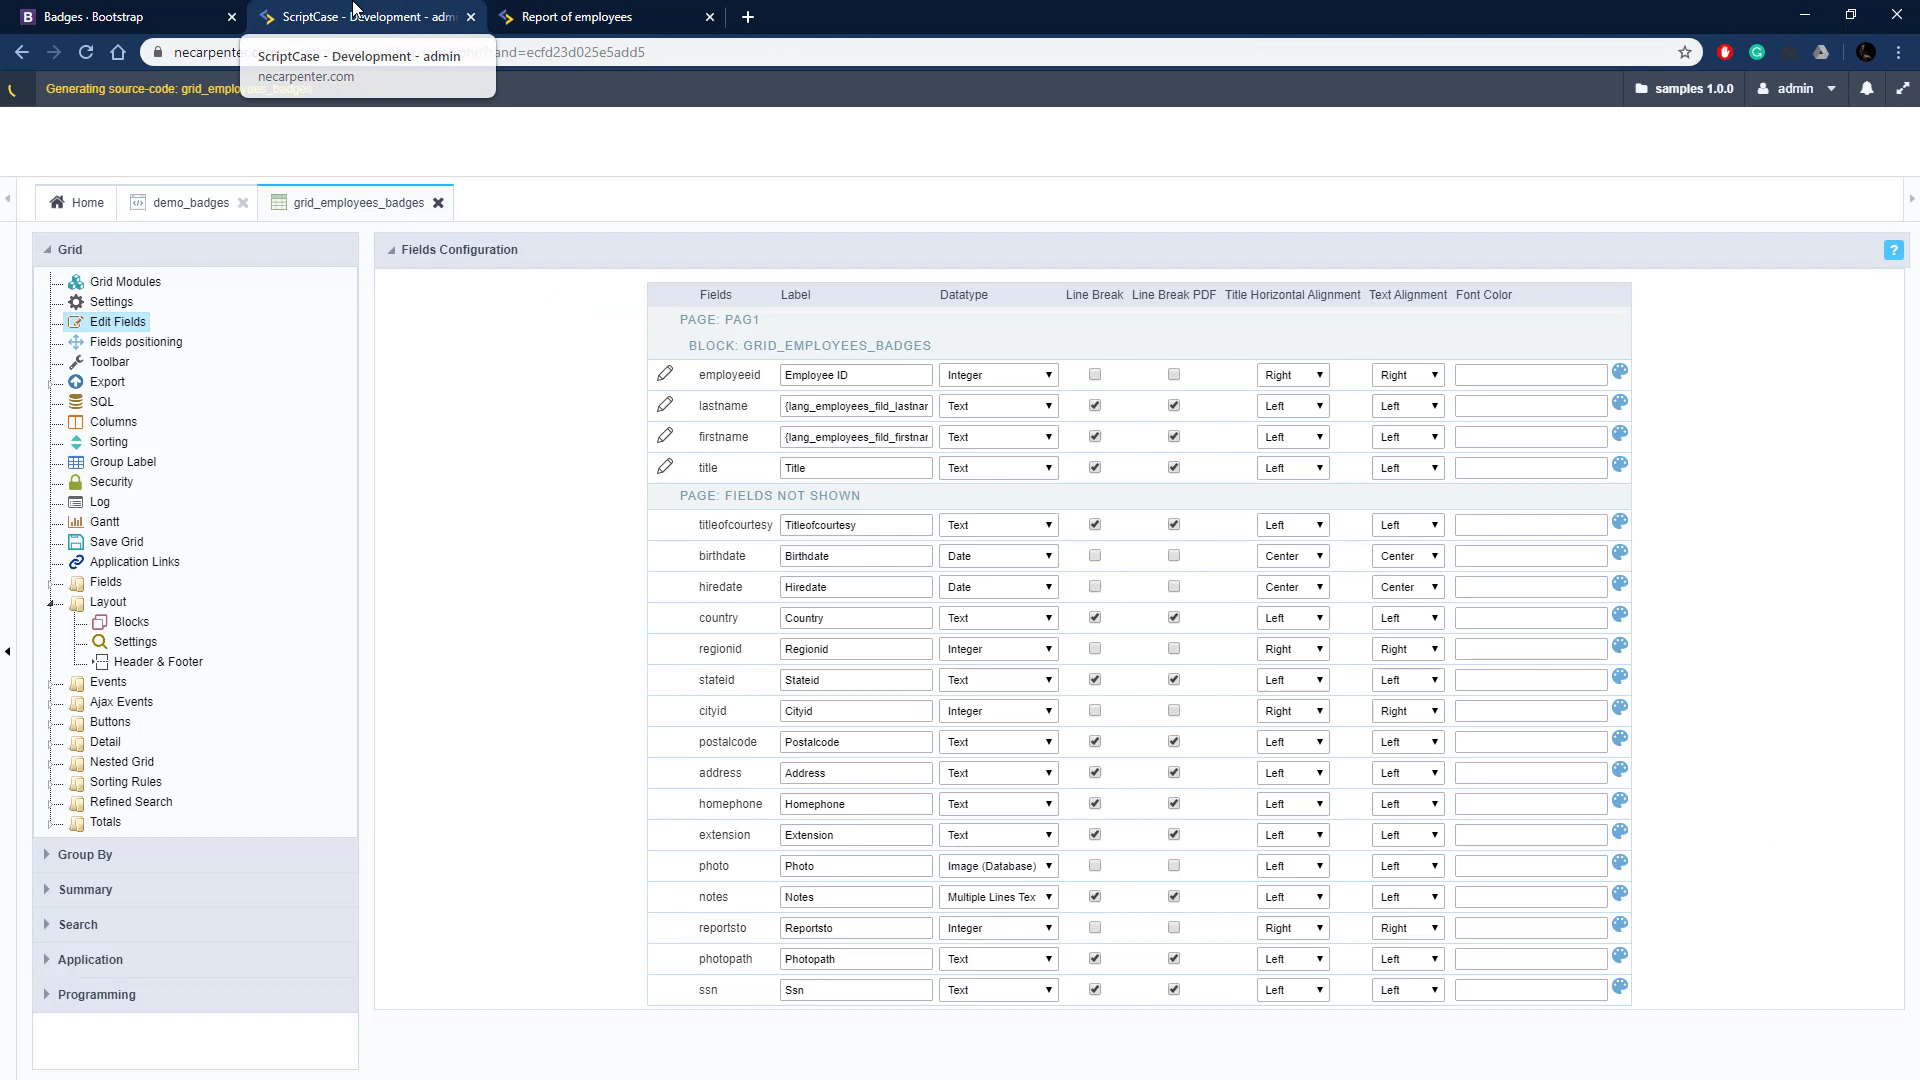 Badges · Bootstrap
ScriptCase - Development - admi
Report of employees
necarpenter.
rand=ecfd23d025e5add5
ScriptCase - Development - admin
necarpenter.com
Generating source-code: grid_employees_badges
samples 1.0.0
admin
Home
demo_badges
grid_employees_badges
Grid
Grid Modules
Settings
Edit Fields
Fields positioning
Toolbar
Export
SQL
Columns
Sorting
Group Label
Security
Log
Gantt
Save Grid
Application Links
Fields
Layout
Blocks
Settings
Header & Footer
Events
Ajax Events
Buttons
Detail
Nested Grid
Sorting Rules
Refined Search
Totals
Group By
Summary
Search
Application
Programming
Fields Configuration
?
Fields Label Datatype Line Break Line Break PDF Title Horizontal Alignment Text Alignment Font Color
PAGE: PAG1
BLOCK: GRID_EMPLOYEES_BADGES
employeeid Employee ID Integer Right Right
lastname {lang_employees_fild_lastnar Text Left Left
firstname {lang_employees_fild_firstnar Text Left Left
title Title Text Left Left
PAGE: FIELDS NOT SHOWN
titleofcourtesy Titleofcourtesy Text Left Left
birthdate Birthdate Date Center Center
hiredate Hiredate Date Center Center
country Country Text Left Left
regionid Regionid Integer Right Right
stateid Stateid Text Left Left
cityid Cityid Integer Right Right
postalcode Postalcode Text Left Left
address Address Text Left Left
homephone Homephone Text Left Left
extension Extension Text Left Left
photo Photo Image (Database) Left Left
notes Notes Multiple Lines Tex Left Left
reportsto Reportsto Integer Right Right
photopath Photopath Text Left Left
ssn Ssn Text Left Left